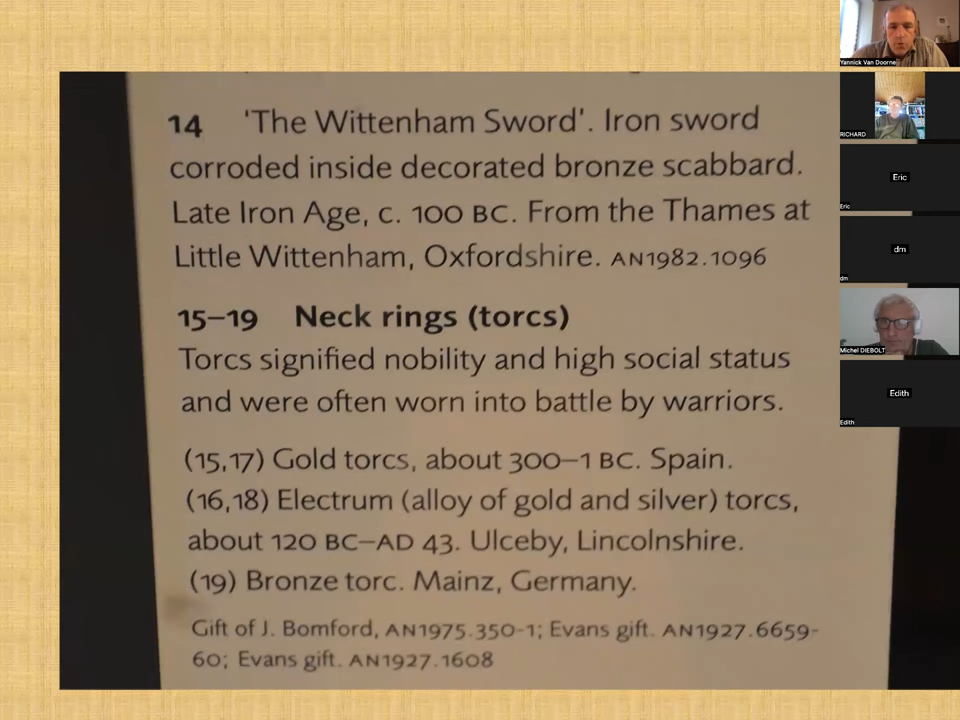 14 'The Wittenham Sword'. Iron sword
corroded inside decorated bronze scabbard.
Late Iron Age, c. 100 BC. From the Thames at
Little Wittenham, Oxfordshire. AN1982.1096
15–19 Neck rings (torcs)
Torcs signified nobility and high social status
and were often worn into battle by warriors.
(15,17) Gold torcs, about 300–1 BC. Spain.
(16,18) Electrum (alloy of gold and silver) torcs,
about 120 BC–AD 43. Ulceby, Lincolnshire.
(19) Bronze torc. Mainz, Germany.
Gift of J. Bomford, AN1975.350-1; Evans gift. AN1927.6659-
60; Evans gift. AN1927.1608
Yannick Van Doorne
RICHARD
Eric
Eric
dm
dm
Michel DIEBOLT
Edith
Edith